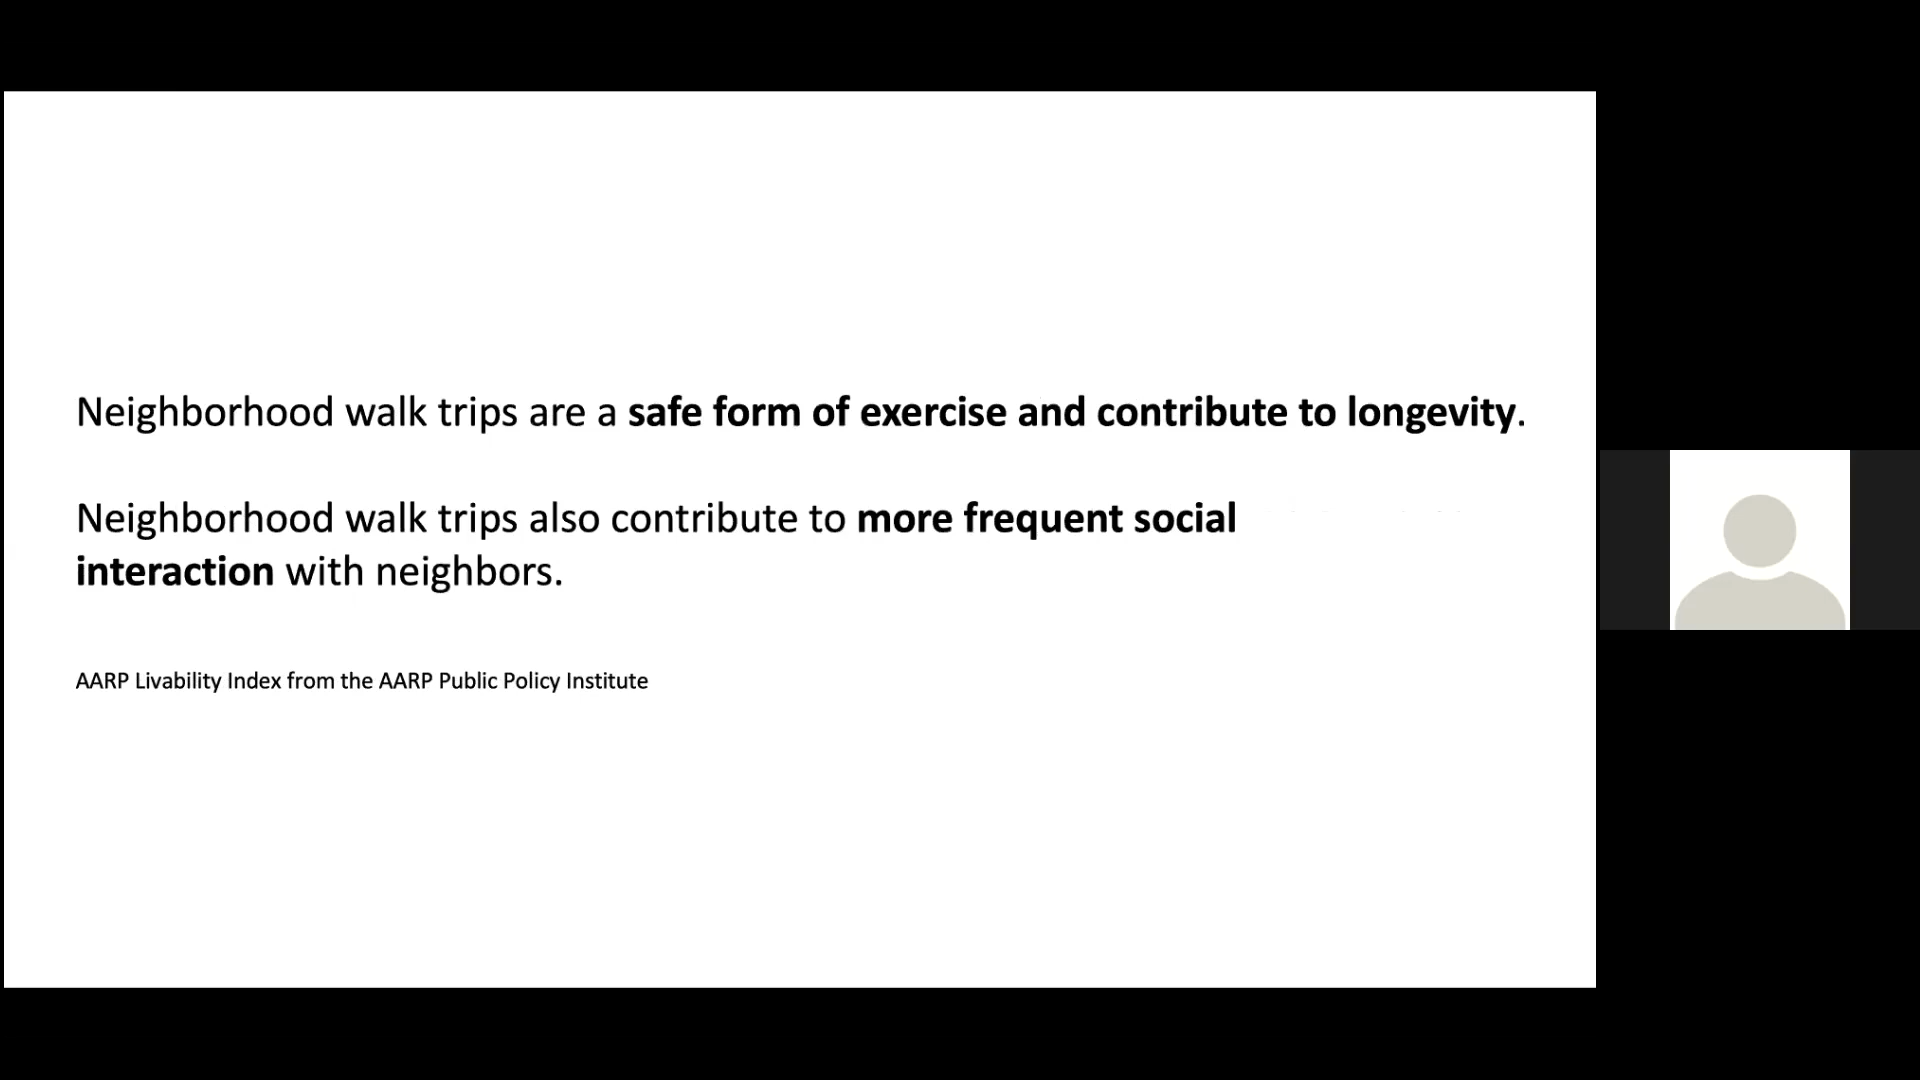 Neighborhood walk trips are a safe form of exercise and contribute to longevity.
Neighborhood walk trips also contribute to more frequent social
interaction with neighbors.
AARP Livability Index from the AARP Public Policy Institute